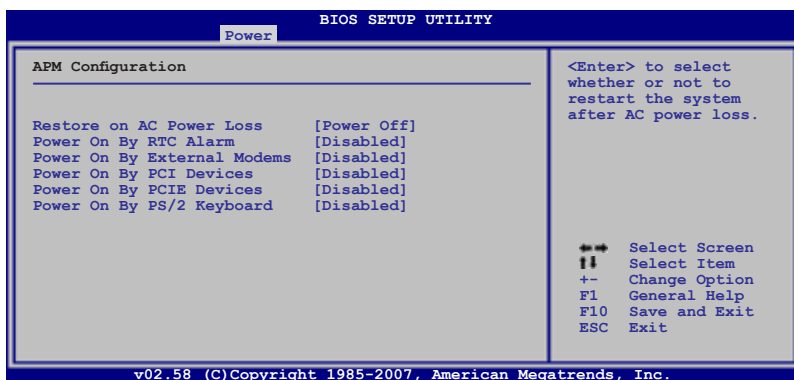 BIOS SETUP UTILITY
Power
APM Configuration
Restore on AC Power Loss [Power Off]
Power On By RTC Alarm [Disabled]
Power On By External Modems [Disabled]
Power On By PCI Devices [Disabled]
Power On By PCIE Devices [Disabled]
Power On By PS/2 Keyboard [Disabled]
<Enter> to select
whether or not to
restart the system
after AC power loss.
Select Screen
Select Item
+- Change Option
F1 General Help
F10 Save and Exit
ESC Exit
v02.58 (C)Copyright 1985-2007, American Megatrends, Inc.